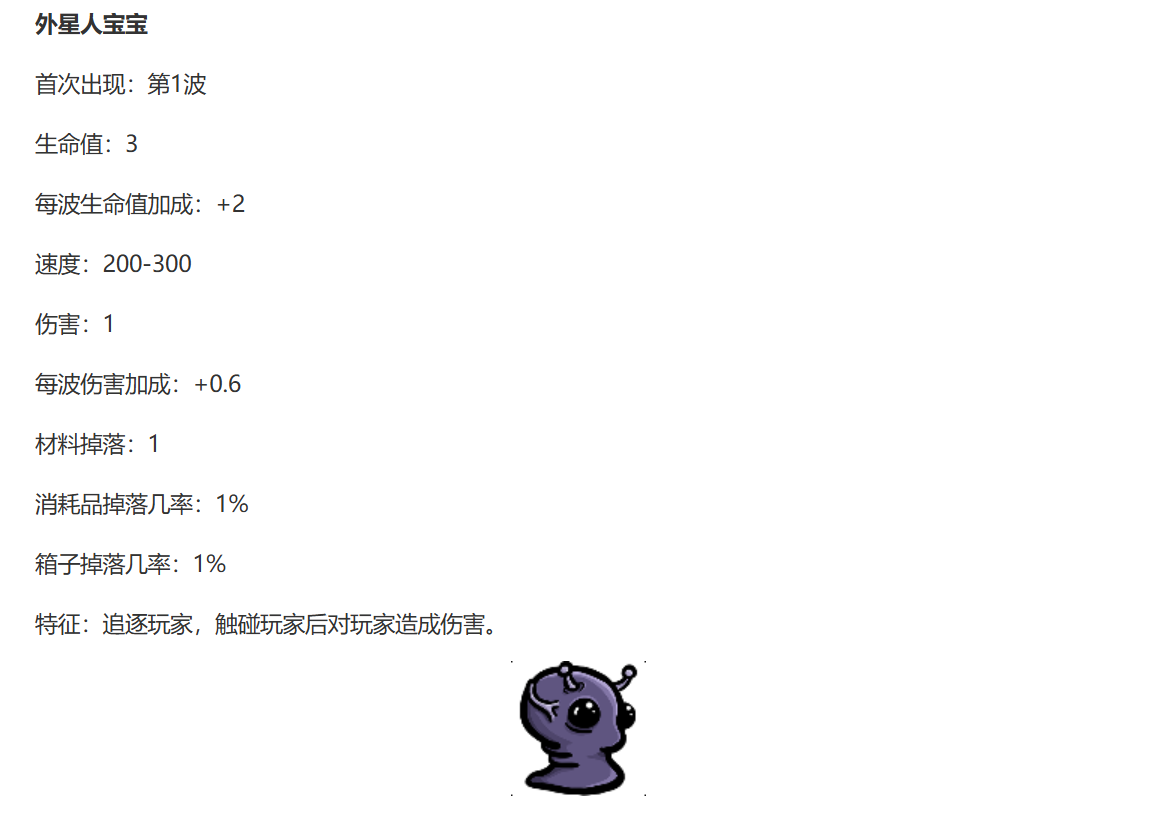 外星人宝宝
首次出现：第1波
生命值：3
每波生命值加成：+2
速度：200-300
伤害：1
每波伤害加成：+0.6
材料掉落：1
消耗品掉落几率：1%
箱子掉落几率：1%
特征：追逐玩家，触碰玩家后对玩家造成伤害。